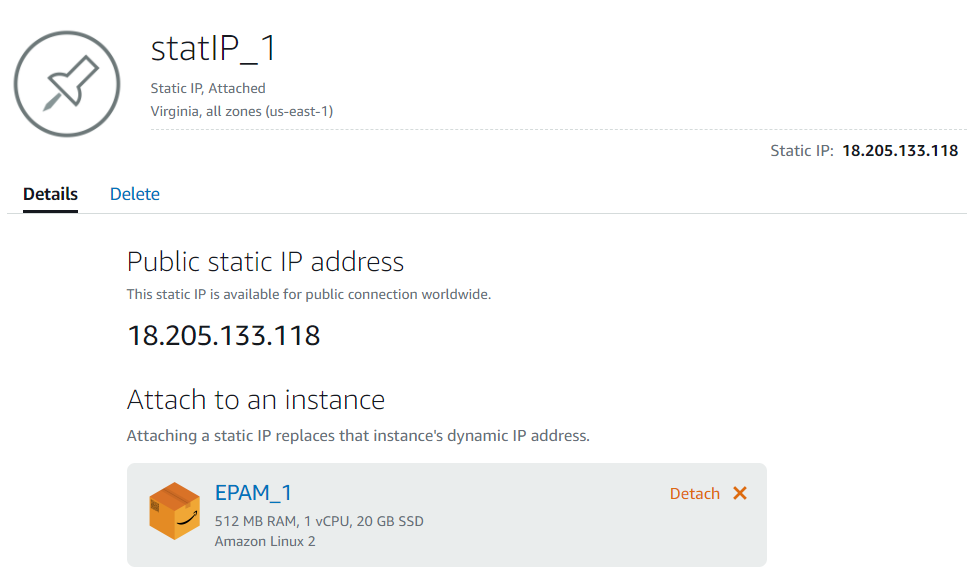 statIP_1
Static IP, Attached
Virginia, all zones (us-east-1)
Static IP: 18.205.133.118
Details Delete
Public static IP address
This static IP is available for public connection worldwide.
18.205.133.118
Attach to an instance
Attaching a static IP replaces that instance's dynamic IP address.
EPAM_1 Detach ✕
512 MB RAM, 1 vCPU, 20 GB SSD
Amazon Linux 2